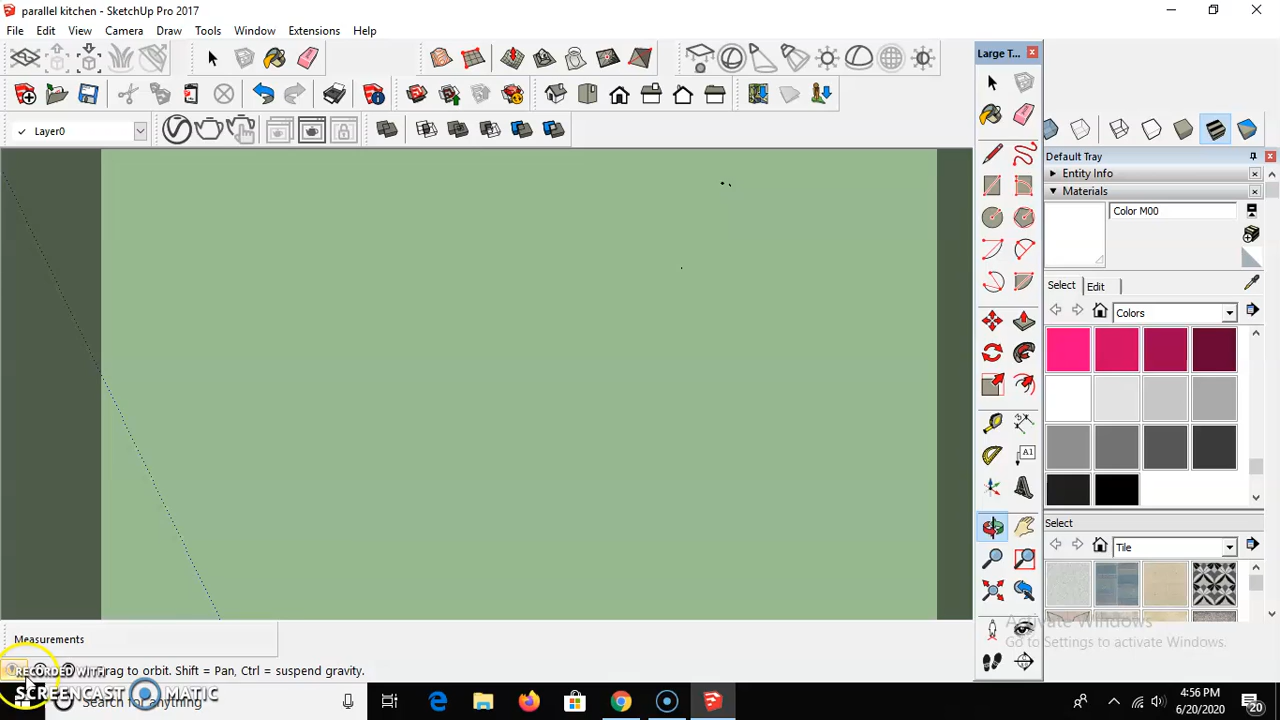 parallel kitchen - SketchUp Pro 2017
File Edit View Camera Draw Tools Window Extensions Help
Large T...
Layer0
Default Tray
Entity Info
Materials
Color M00
Select Edit
Colors
A1
Select
Tile
Activate Windows
Go to Settings to activate Windows.
Measurements
Drag to orbit. Shift = Pan, Ctrl = suspend gravity.
RECORDED WITH
SCREENCAST MATIC
Search for anything
4:56 PM
6/20/2020
20